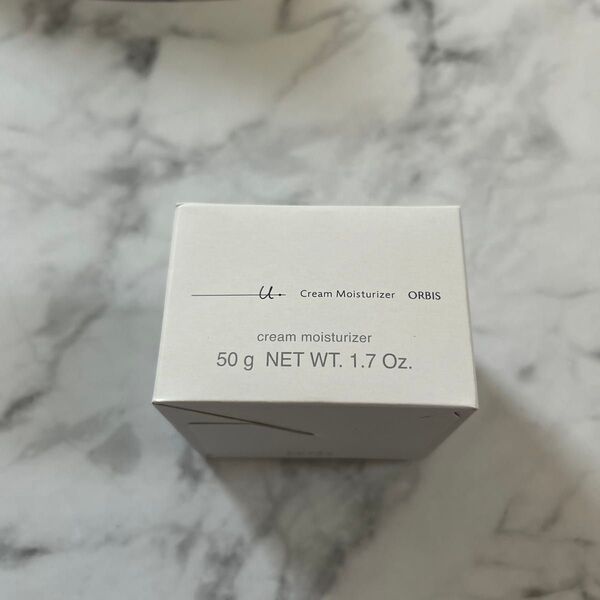 u. Cream Moisturizer ORBIS
cream moisturizer
50 g NET WT. 1.7 Oz.